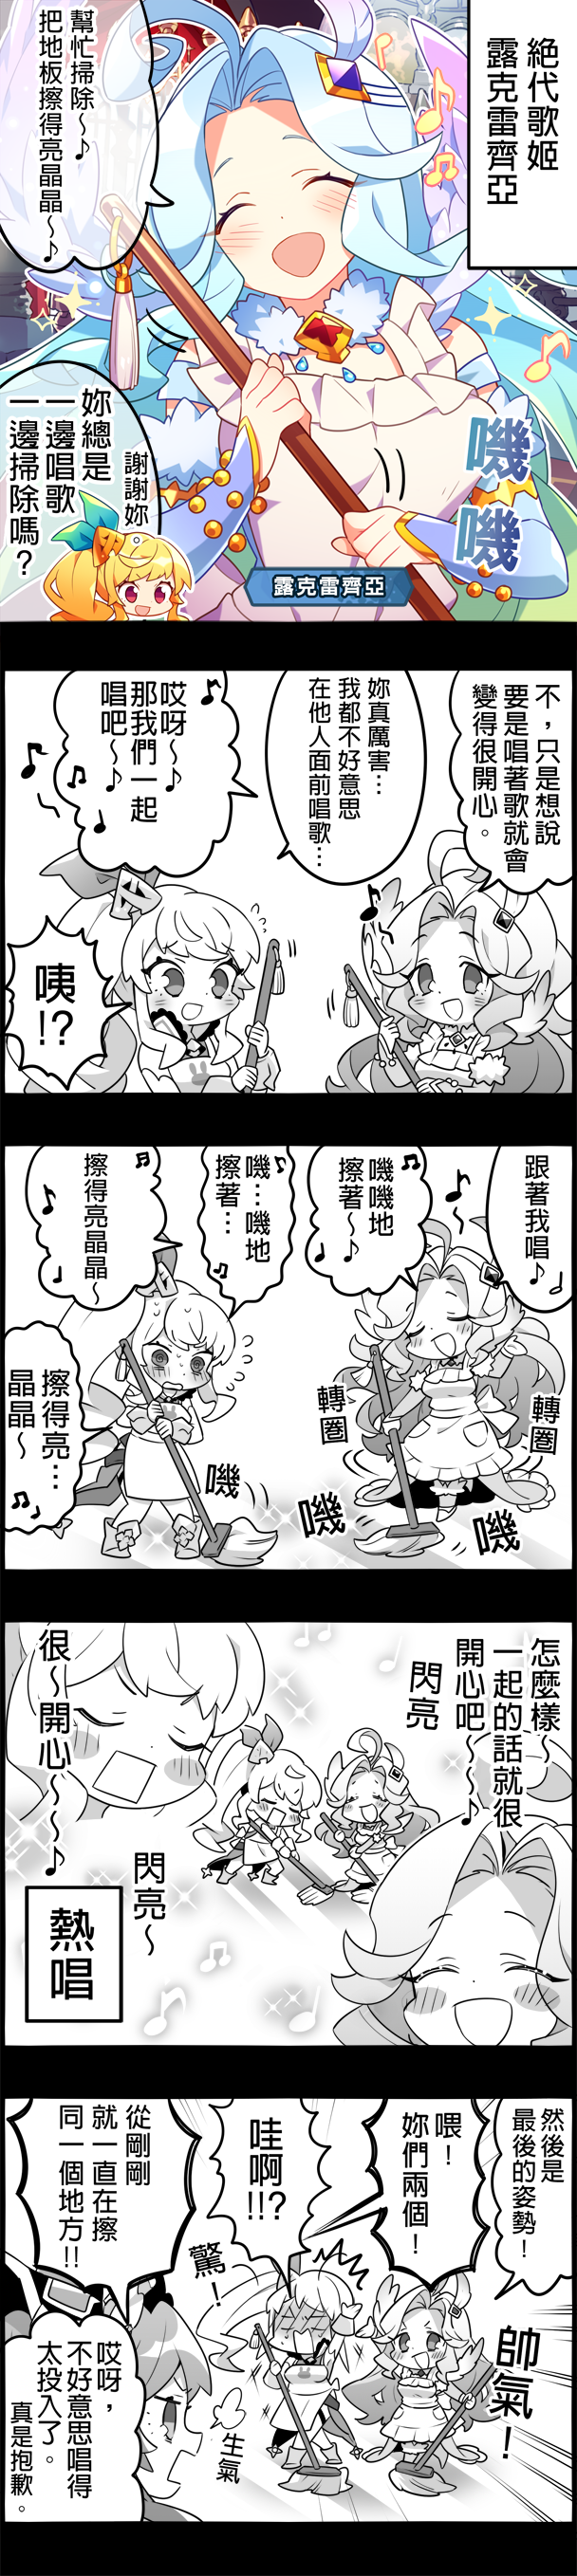 絕代歌姬
露克雷齊亞
幫忙掃除～♪
把地板擦得亮晶晶～♪
嘰
嘰
謝謝妳
妳總是
一邊唱歌
一邊掃除嗎？
露克雷齊亞
不，只是想說
要是唱著歌就會
變得很開心。
妳真厲害…
我都不好意思
在他人面前唱歌…
哎呀～♪
那我們一起
唱吧～♪
咦!?
跟著我唱♪
嘰嘰地
擦著～♪
嘰…嘰地
擦著…
擦得亮晶晶～
擦得亮…
晶晶～
轉圈
轉圈
嘰
嘰
嘰
怎麼樣～
一起的話就很
開心吧～～♪
閃亮
很～開心～～♪
閃亮～
熱唱
然後是
最後的姿勢！
帥氣！
喂！
妳們兩個！
哇啊!!?
驚！
從剛剛
就一直在擦
同一個地方!!
生氣
哎呀，
不好意思唱得
太投入了。
真是抱歉。